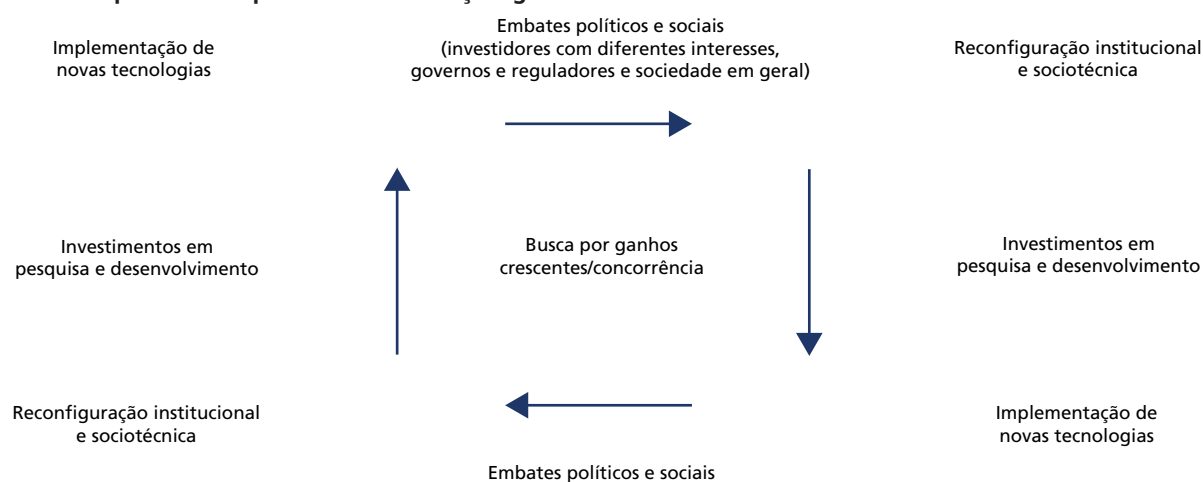 Embates políticos e sociais
(investidores com diferentes interesses,
governos e reguladores e sociedade em geral)
Implementação de
novas tecnologias
Reconfiguração institucional
e sociotécnica
Investimentos em
pesquisa e desenvolvimento
Busca por ganhos
crescentes/concorrência
Investimentos em
pesquisa e desenvolvimento
Reconfiguração institucional
e sociotécnica
Implementação de
novas tecnologias
Embates políticos e sociais